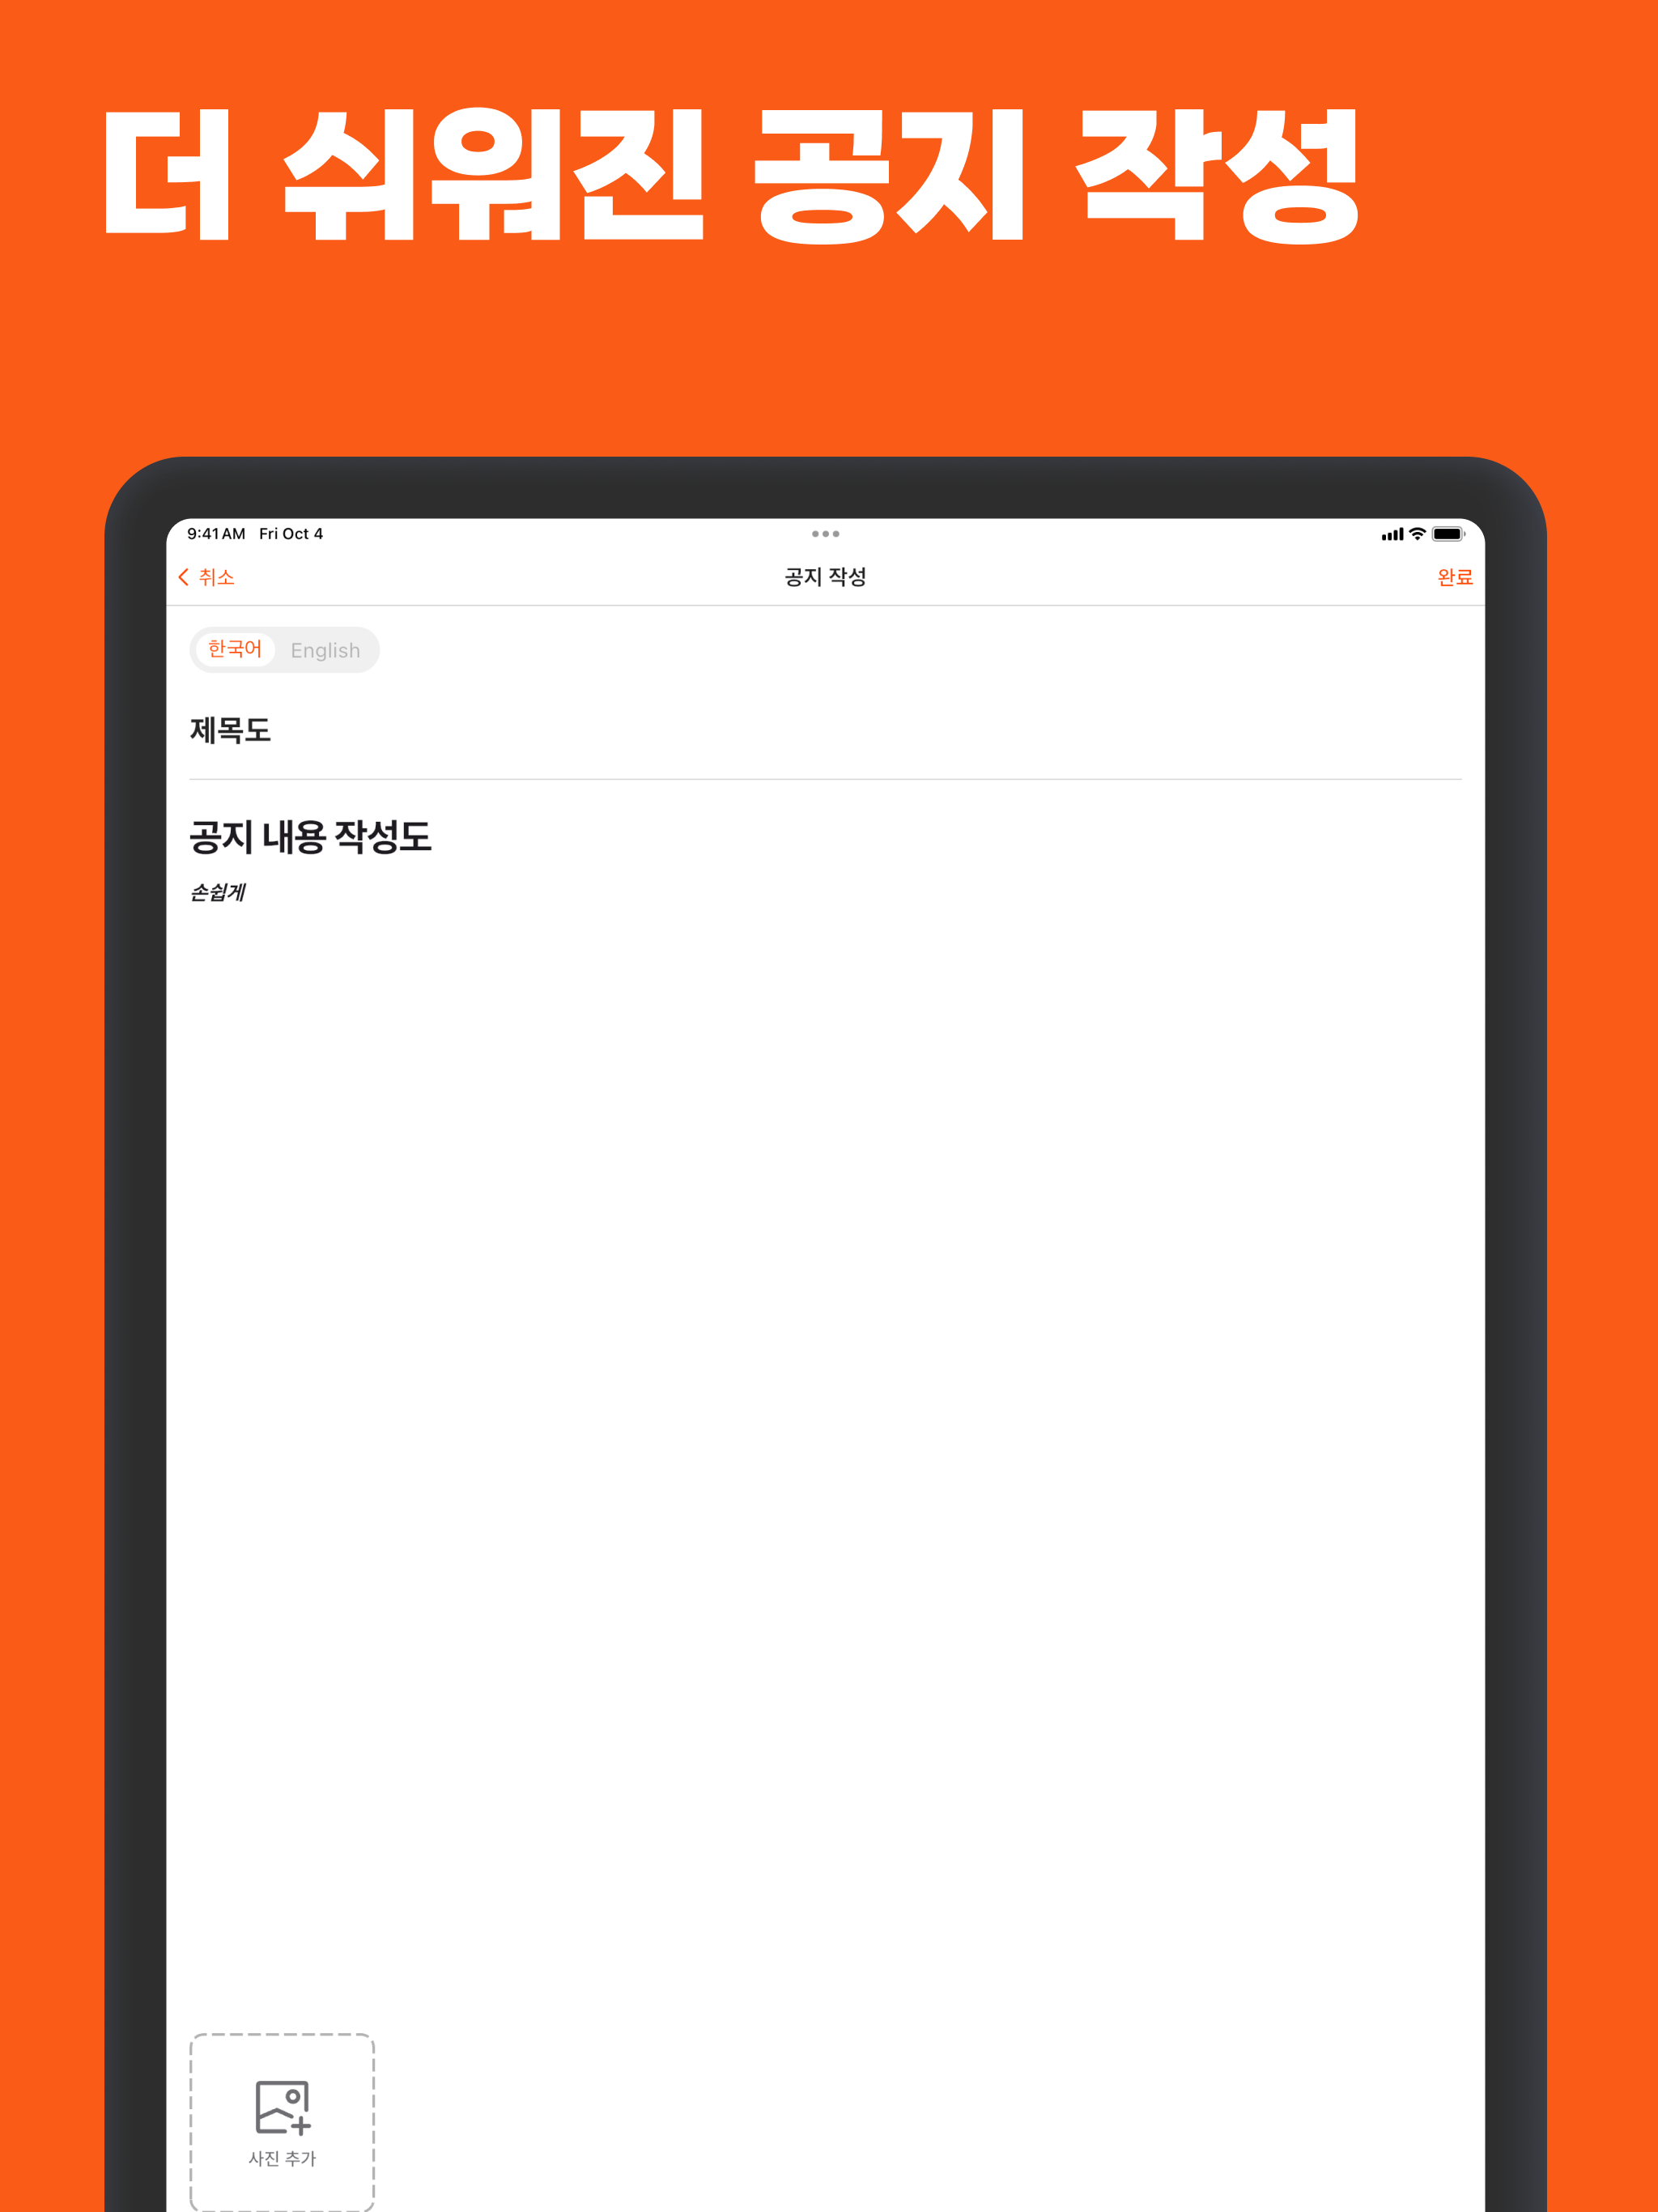 더 쉬워진 공지 작성
9:41 AM Fri Oct 4
취소 공지 작성 완료
한국어 English
제목도
공지 내용 작성도
손쉽게
사진 추가